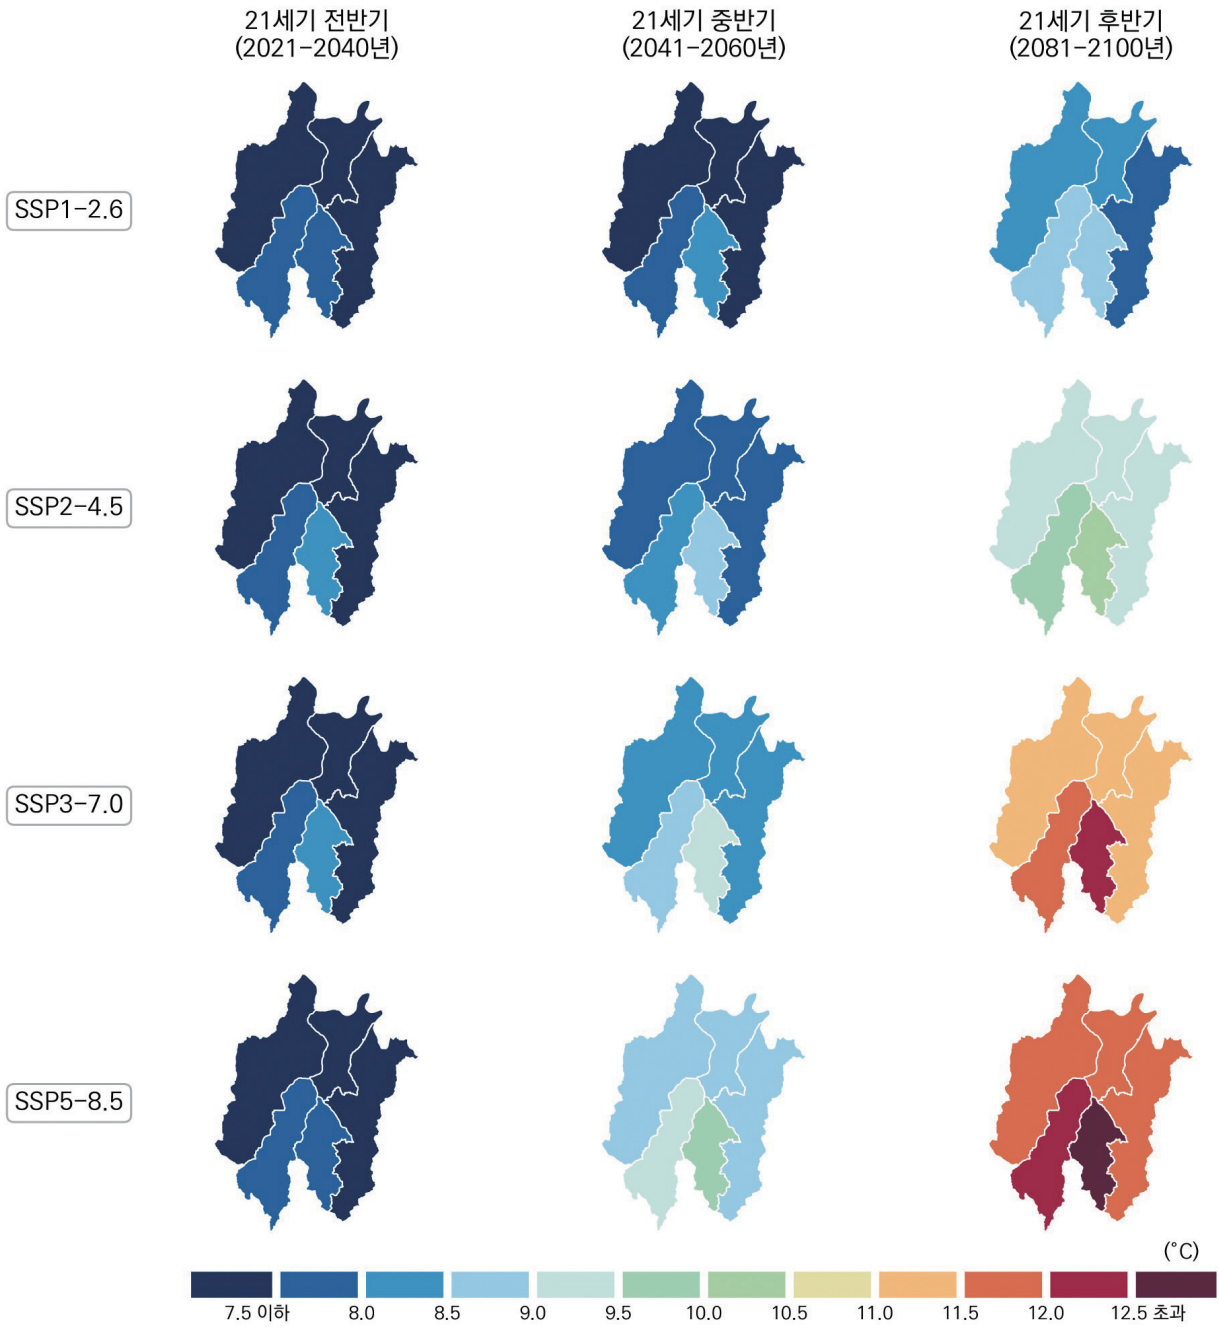 21세기 전반기
(2021-2040년)
21세기 중반기
(2041-2060년)
21세기 후반기
(2081-2100년)
SSP1-2.6
SSP2-4.5
SSP3-7.0
SSP5-8.5
(°C)
7.5 이하 8.0 8.5 9.0 9.5 10.0 10.5 11.0 11.5 12.0 12.5 초과